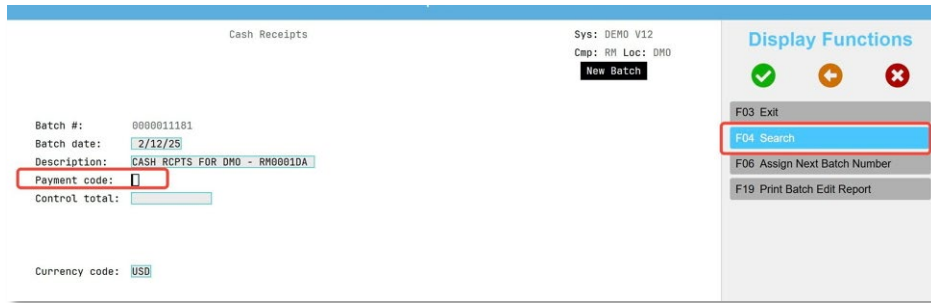 Cash Receipts
Sys: DEMO V12
Cmp: RM Loc: DMO
New Batch
Batch #: 0000011181
Batch date: 2/12/25
Description: CASH RCPTS FOR DMO - RM0001DA
Payment code:
Control total:
Currency code: USD
Display Functions
F03 Exit
F04 Search
F06 Assign Next Batch Number
F19 Print Batch Edit Report